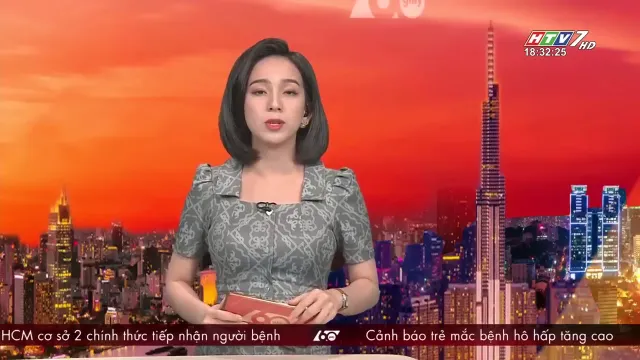 HTV7 HD
18:32:25
HCM cơ sở 2 chính thức tiếp nhận người bệnh
60 Cảnh báo trẻ mắc bệnh hô hấp tăng cao